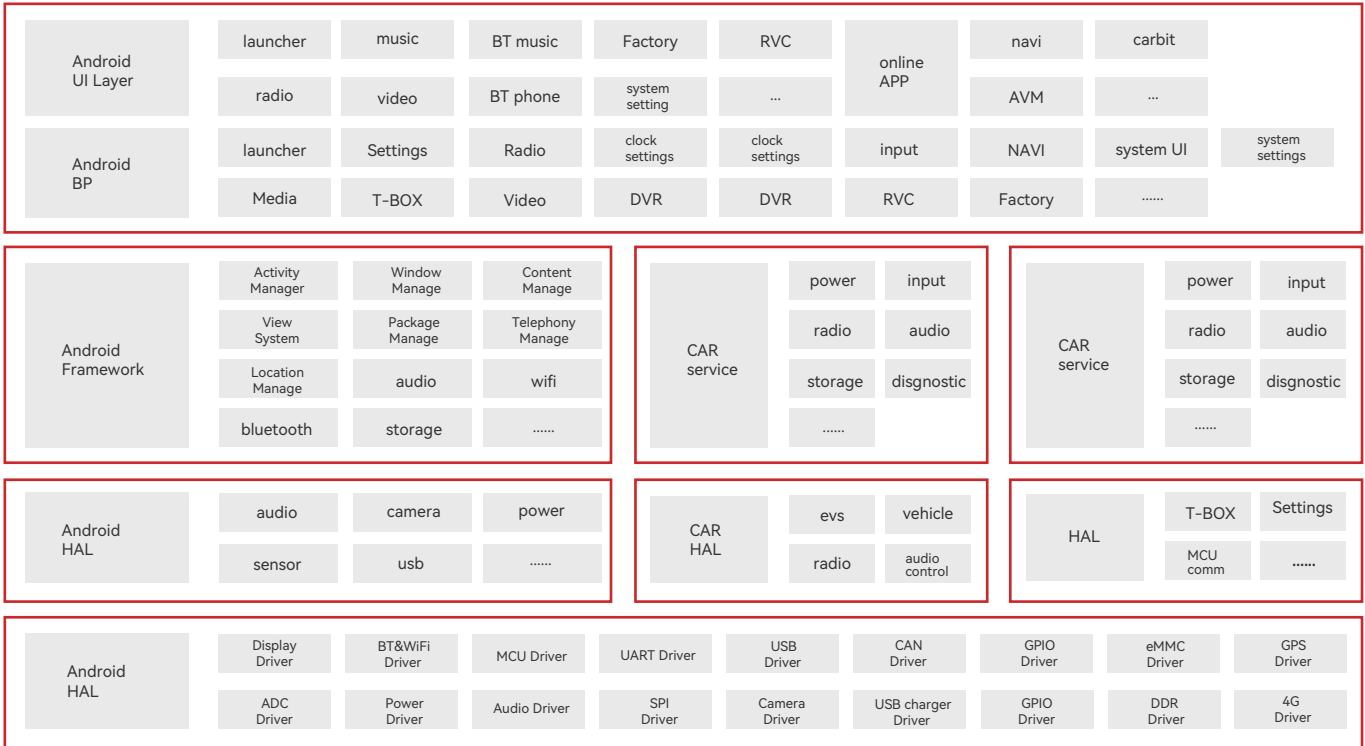 Android
UI Layer
launcher
music
BT music
Factory
RVC
online
APP
navi
carbit
radio
video
BT phone
system
setting
...
AVM
...
Android
BP
launcher
Settings
Radio
clock
settings
clock
settings
input
NAVI
system UI
system
settings
Media
T-BOX
Video
DVR
DVR
RVC
Factory
......
Android
Framework
Activity
Manager
Window
Manage
Content
Manage
View
System
Package
Manage
Telephony
Manage
Location
Manage
audio
wifi
bluetooth
storage
......
CAR
service
power
input
radio
audio
storage
disgnostic
......
CAR
service
power
input
radio
audio
storage
disgnostic
......
Android
HAL
audio
camera
power
sensor
usb
......
CAR
HAL
evs
vehicle
radio
audio
control
HAL
T-BOX
Settings
MCU
comm
......
Android
HAL
Display
Driver
BT&WiFi
Driver
MCU Driver
UART Driver
USB
Driver
CAN
Driver
GPIO
Driver
eMMC
Driver
GPS
Driver
ADC
Driver
Power
Driver
Audio Driver
SPI
Driver
Camera
Driver
USB charger
Driver
GPIO
Driver
DDR
Driver
4G
Driver